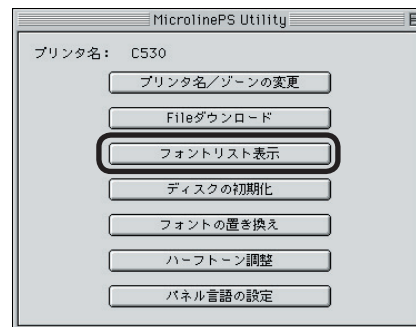 MicrolinePS Utility
プリンタ名： C530
プリンタ名／ゾーンの変更
Fileダウンロード
フォントリスト表示
ディスクの初期化
フォントの置き換え
ハーフトーン調整
パネル言語の設定